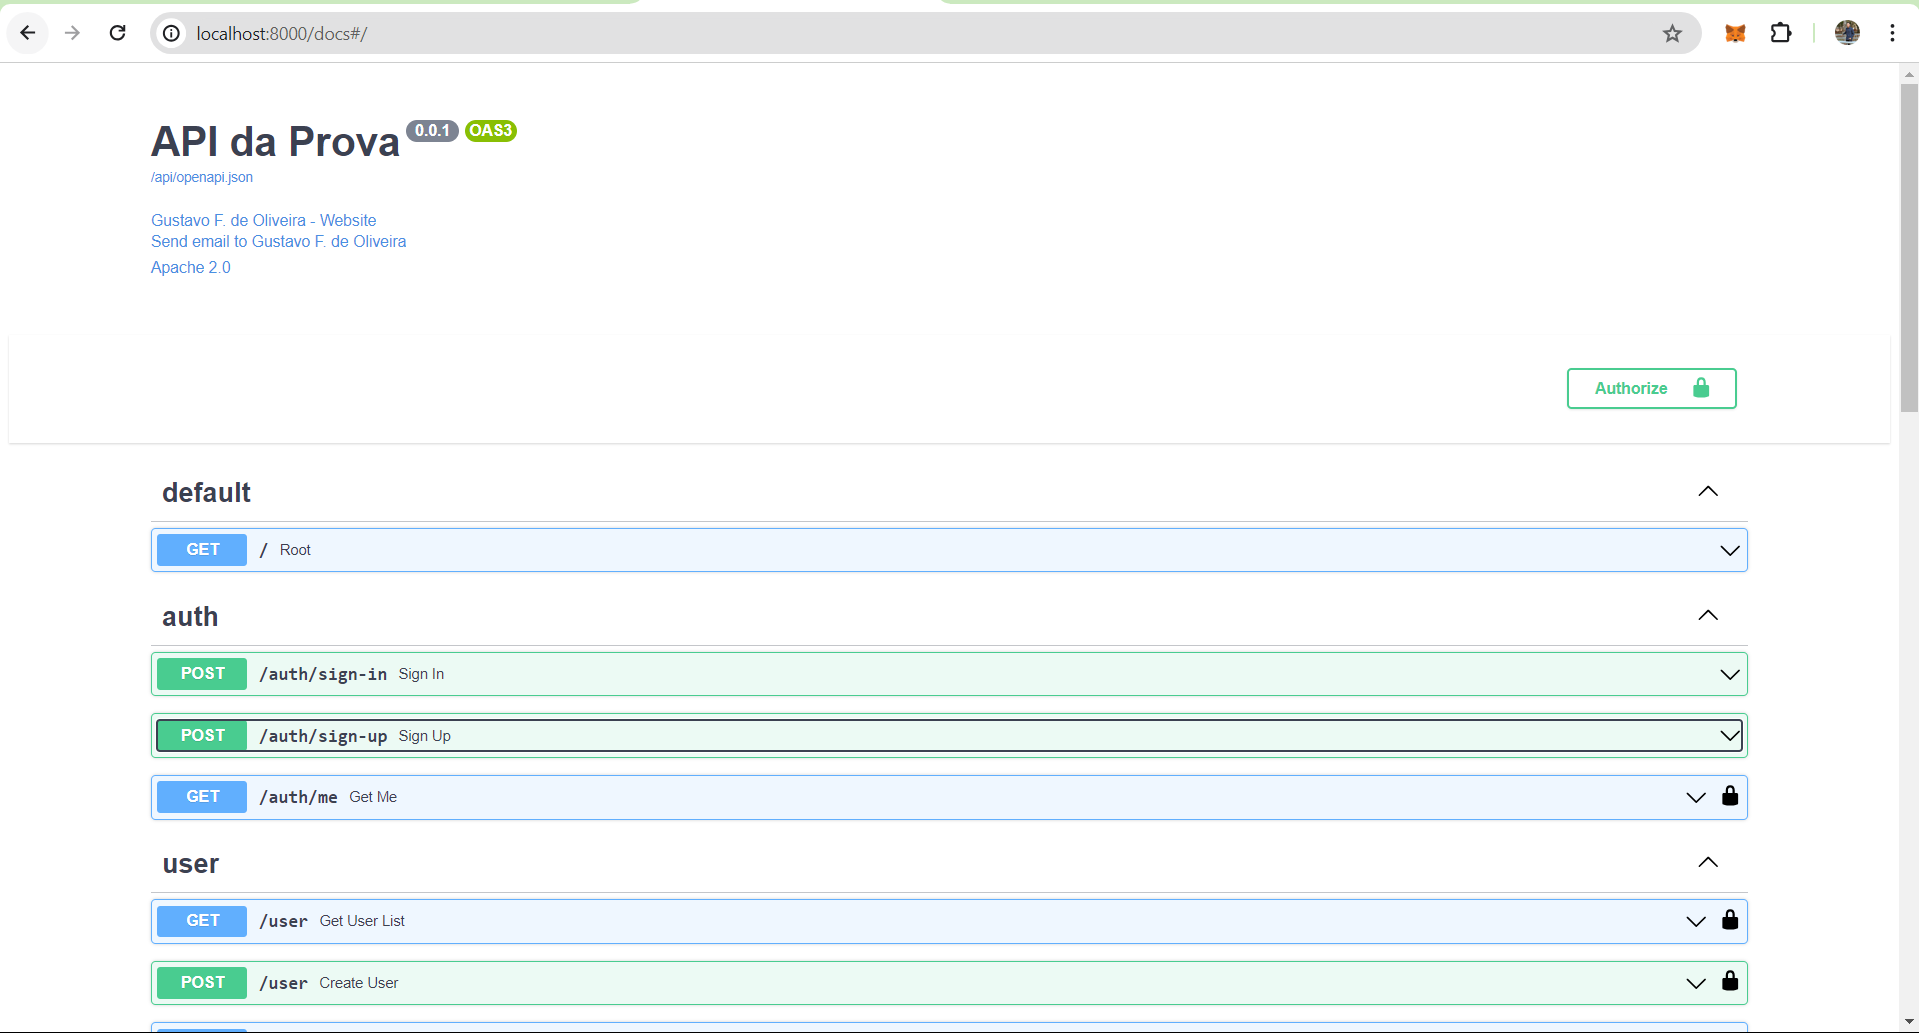 localhost:8000/docs#/
API da Prova 0.0.1 OAS3
/api/openapi.json
Gustavo F. de Oliveira - Website
Send email to Gustavo F. de Oliveira
Apache 2.0
Authorize
default
GET / Root
auth
POST /auth/sign-in Sign In
POST /auth/sign-up Sign Up
GET /auth/me Get Me
user
GET /user Get User List
POST /user Create User